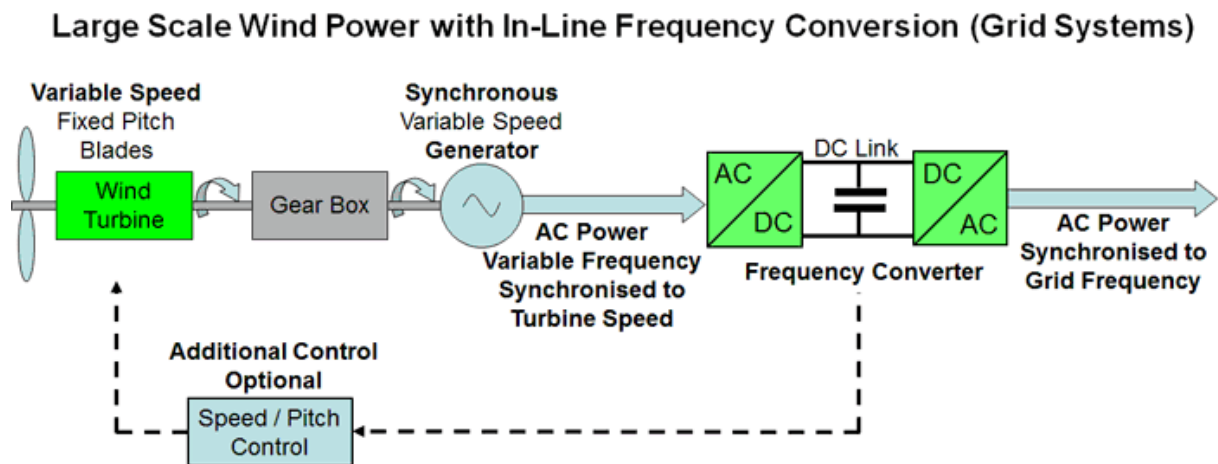 Large Scale Wind Power with In-Line Frequency Conversion (Grid Systems)
Variable Speed
Fixed Pitch
Blades
Wind
Turbine
Gear Box
Synchronous
Variable Speed
Generator
AC Power
Variable Frequency
Synchronised to
Turbine Speed
AC
DC
DC Link
DC
AC
Frequency Converter
AC Power
Synchronised to
Grid Frequency
Additional Control
Optional
Speed / Pitch
Control